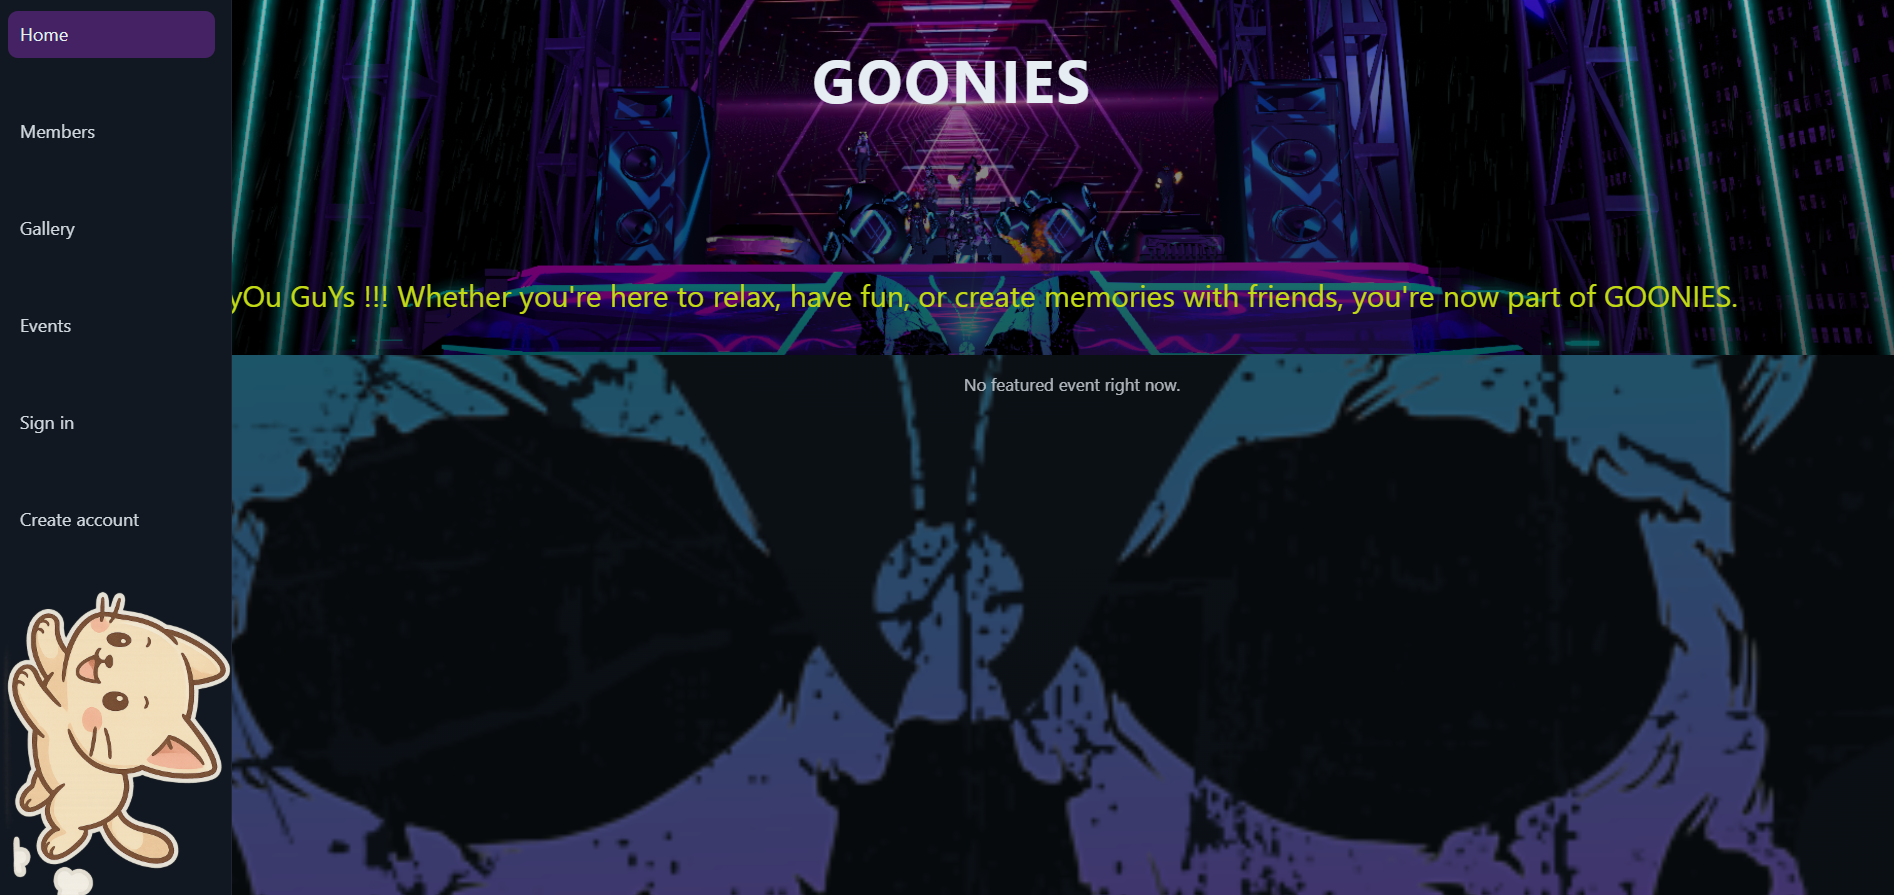 Home
GOONIES
Members
Gallery
yOu GuYs !!! Whether you're here to relax, have fun, or create memories with friends, you're now part of GOONIES.
Events
No featured event right now.
Sign in
Create account